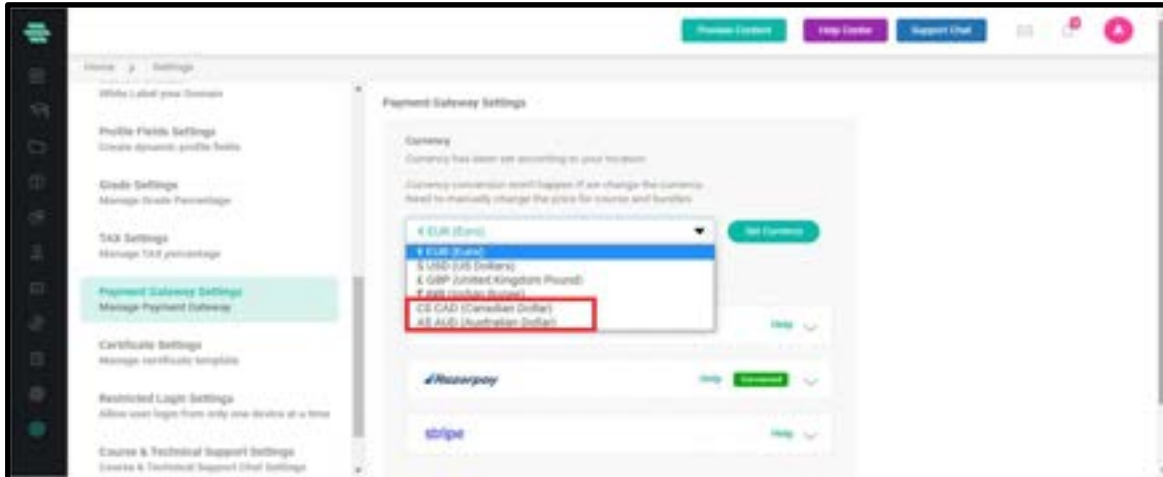 Preview Content
Help Center
Support Chat
A
Home > Settings
White Label your Domain
Profile Fields Settings
Create dynamic profile fields
Grade Settings
Manage Grade Percentage
TAX Settings
Manage TAX percentage
Payment Gateway Settings
Manage Payment Gateway
Certificate Settings
Manage certificate template
Restricted Login Settings
Allow user login from only one device at a time
Course & Technical Support Settings
Course & Technical Support Chat Settings
Payment Gateway Settings
Currency
Currency has been set according to your location
Currency conversion won't happen if we change the currency.
Need to manually change the price for course and bundles
€ EUR (Euro)
Set Currency
€ EUR (Euro)
$ USD (US Dollars)
£ GBP (United Kingdom Pound)
₹ INR (Indian Rupee)
C$ CAD (Canadian Dollar)
A$ AUD (Australian Dollar)
Help
Razorpay
Help
Connected
stripe
Help